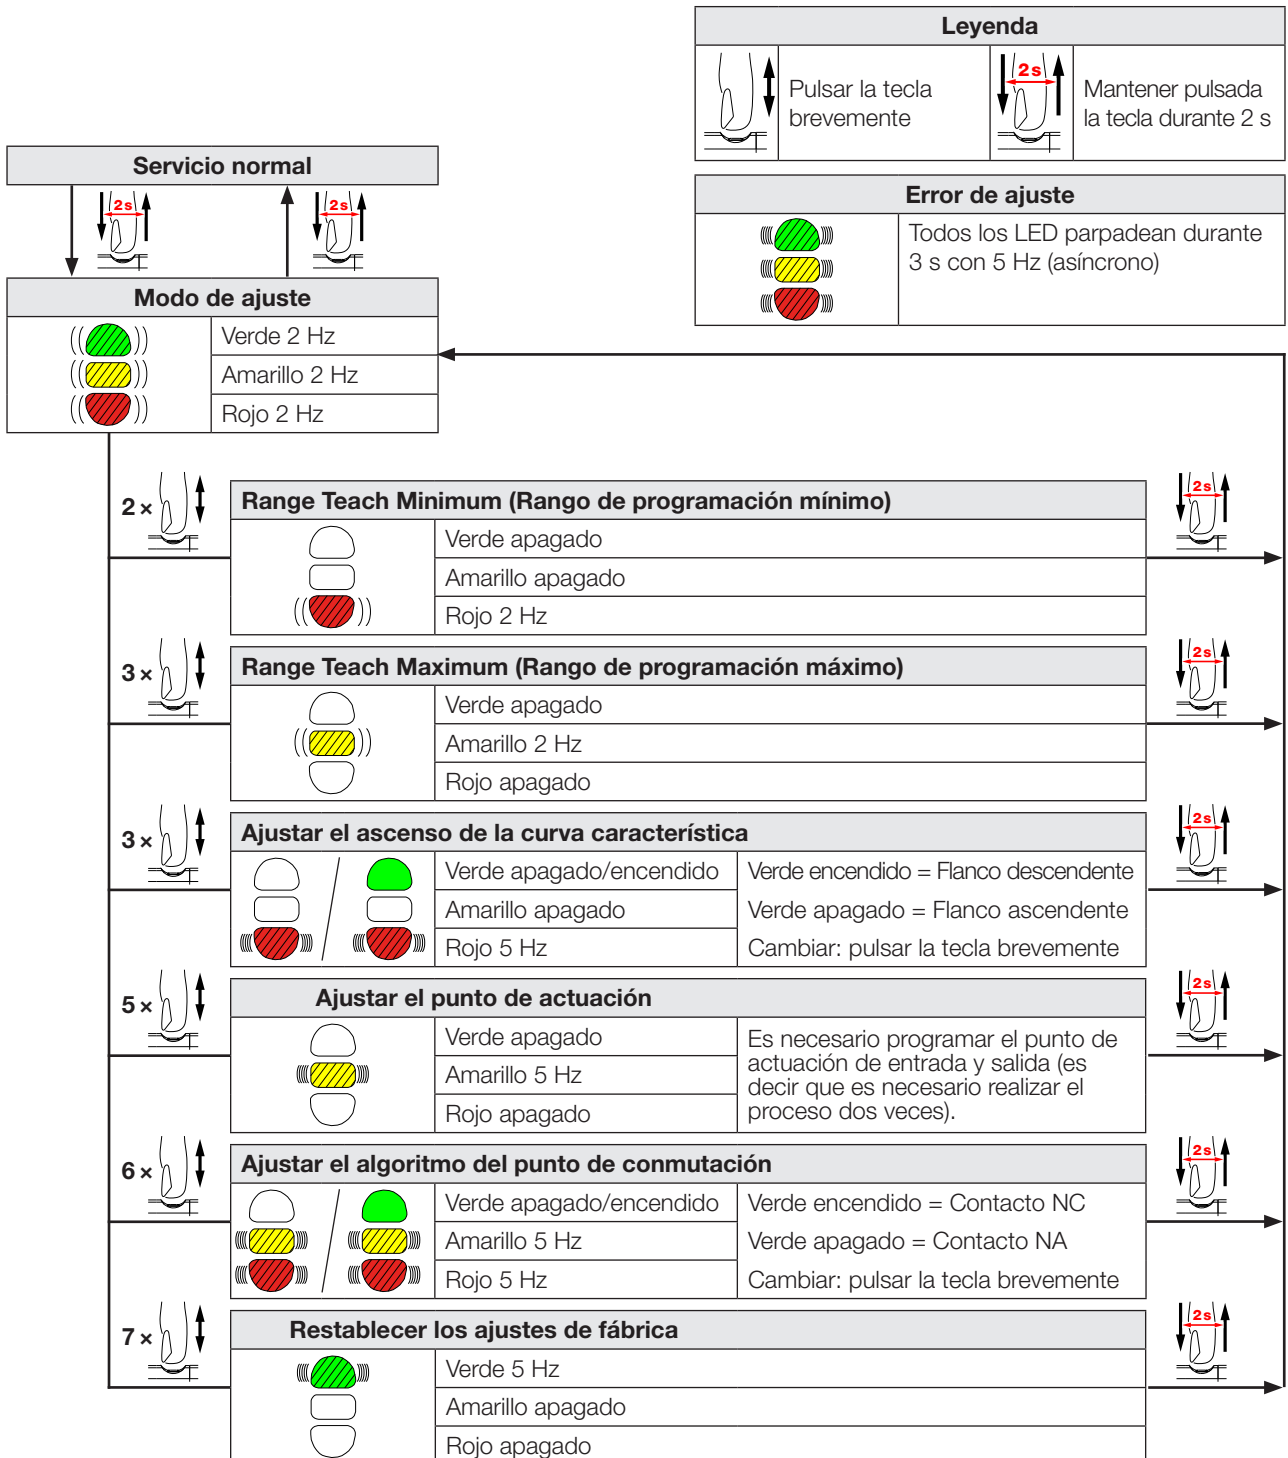 Leyenda
Pulsar la tecla
brevemente
2 s
Mantener pulsada
la tecla durante 2 s
Servicio normal
2 s
2 s
Error de ajuste
Todos los LED parpadean durante
3 s con 5 Hz (asíncrono)
Modo de ajuste
Verde 2 Hz
Amarillo 2 Hz
Rojo 2 Hz
2 ×
Range Teach Minimum (Rango de programación mínimo)
Verde apagado
Amarillo apagado
Rojo 2 Hz
2 s
3 ×
Range Teach Maximum (Rango de programación máximo)
Verde apagado
Amarillo 2 Hz
Rojo apagado
2 s
3 ×
Ajustar el ascenso de la curva característica
Verde apagado/encendido
Verde encendido = Flanco descendente
Amarillo apagado
Verde apagado = Flanco ascendente
Rojo 5 Hz
Cambiar: pulsar la tecla brevemente
2 s
5 ×
Ajustar el punto de actuación
Verde apagado
Amarillo 5 Hz
Rojo apagado
Es necesario programar el punto de
actuación de entrada y salida (es
decir que es necesario realizar el
proceso dos veces).
2 s
6 ×
Ajustar el algoritmo del punto de conmutación
Verde apagado/encendido
Verde encendido = Contacto NC
Amarillo 5 Hz
Verde apagado = Contacto NA
Rojo 5 Hz
Cambiar: pulsar la tecla brevemente
2 s
7 ×
Restablecer los ajustes de fábrica
Verde 5 Hz
Amarillo apagado
Rojo apagado
2 s